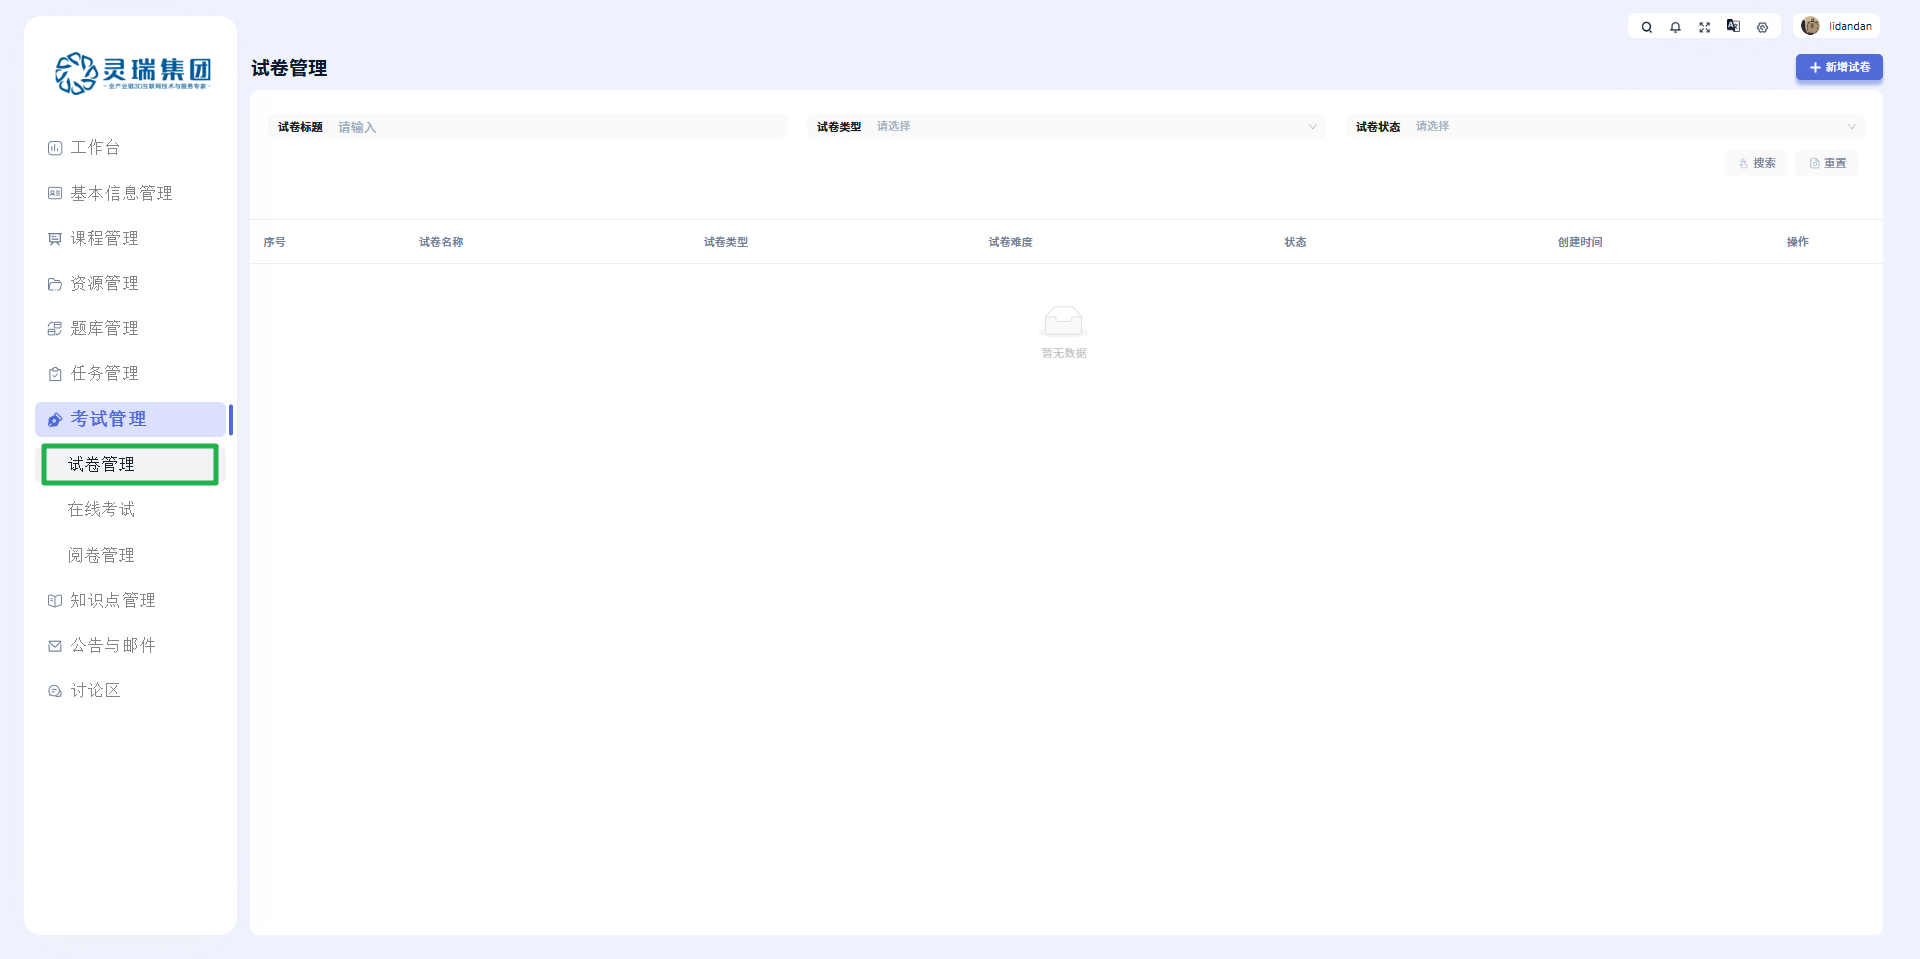 灵瑞集团
-全产业链3D互联网技术与服务专家-
工作台
基本信息管理
课程管理
资源管理
题库管理
任务管理
考试管理
试卷管理
在线考试
阅卷管理
知识点管理
公告与邮件
讨论区
lidandan
试卷管理
新增试卷
试卷标题 请输入
试卷类型 请选择
试卷状态 请选择
搜索 重置
序号 试卷名称 试卷类型 试卷难度 状态 创建时间 操作
暂无数据